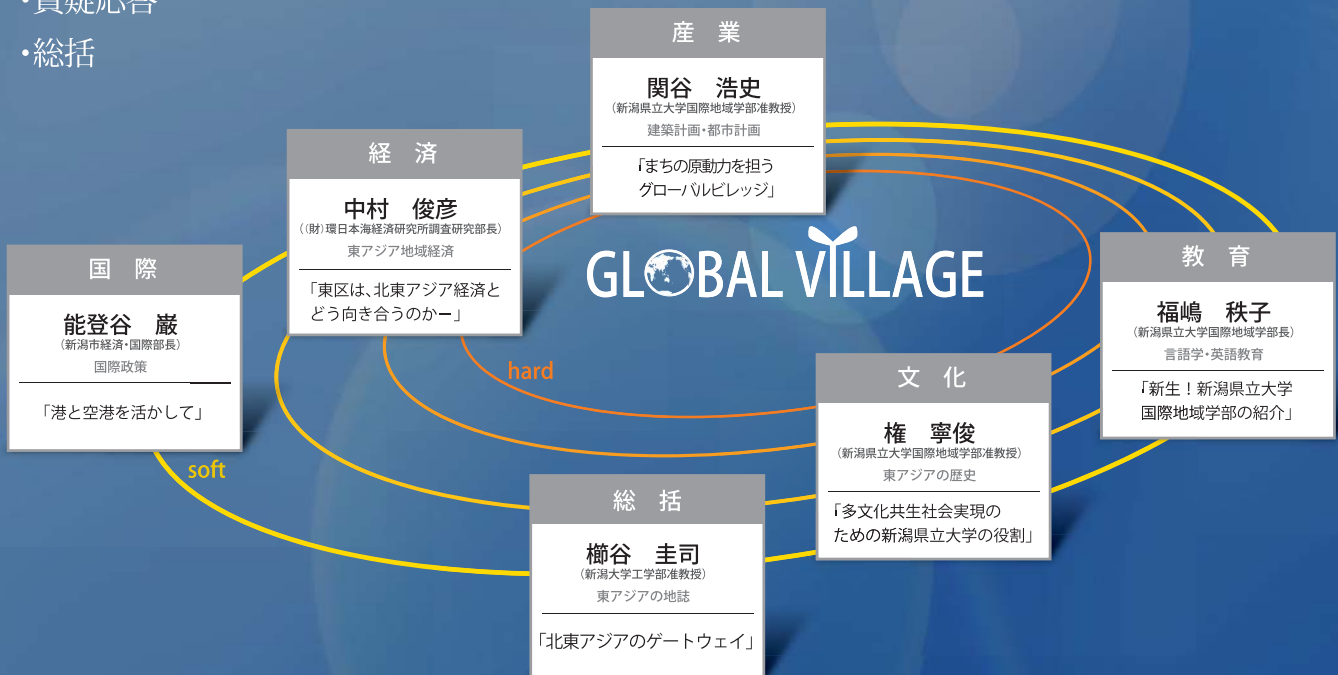 ・質疑応答
・総括
産　業
関谷　浩史
(新潟県立大学国際地域学部准教授)
建築計画・都市計画
「まちの原動力を担う
グローバルビレッジ」
経　済
中村　俊彦
((財)環日本海経済研究所調査研究部長)
東アジア地域経済
「東区は、北東アジア経済と
どう向き合うのかー」
国　際
能登谷　巌
(新潟市経済・国際部長)
国際政策
「港と空港を活かして」
GLOBAL VILLAGE
教　育
福嶋　秩子
(新潟県立大学国際地域学部長)
言語学・英語教育
「新生！新潟県立大学
国際地域学部の紹介」
hard
文　化
権　寧俊
(新潟県立大学国際地域学部准教授)
東アジアの歴史
「多文化共生社会実現の
ための新潟県立大学の役割」
soft
総　括
櫛谷　圭司
(新潟大学工学部准教授)
東アジアの地誌
「北東アジアのゲートウェイ」